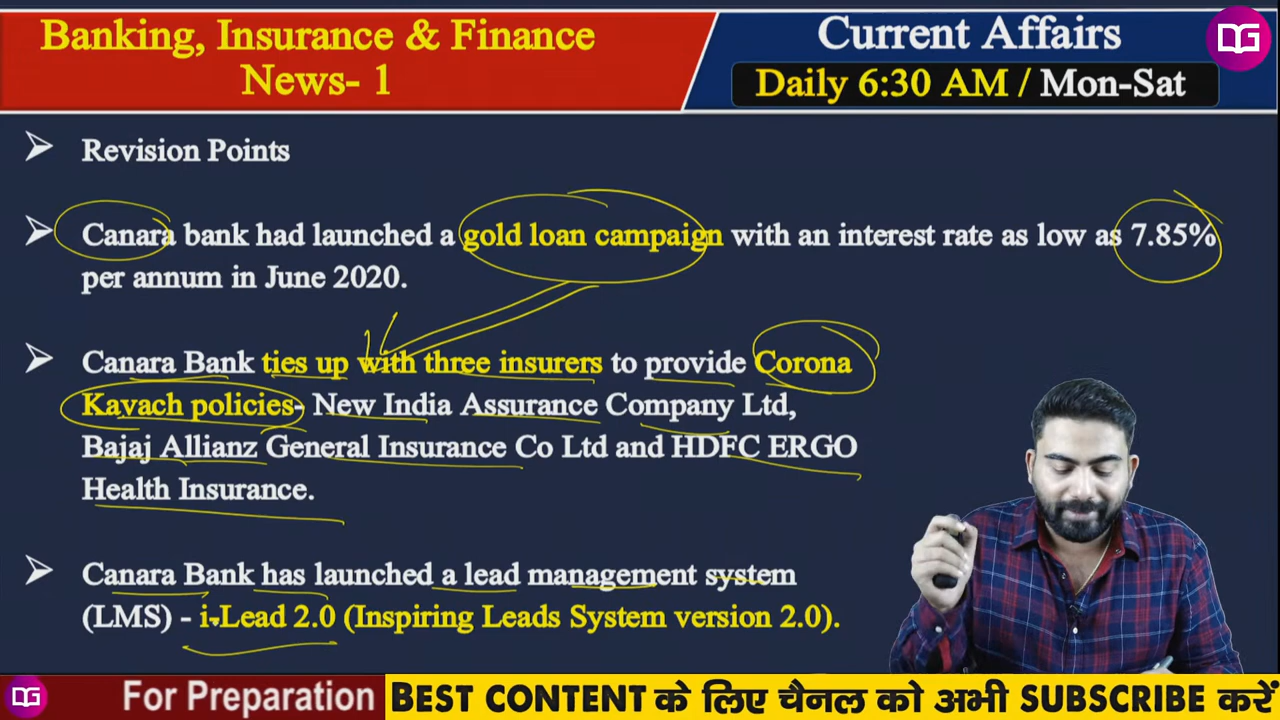 Banking, Insurance & Finance
News- 1
Current Affairs
Daily 6:30 AM / Mon-Sat
DG
Revision Points
Canara bank had launched a gold loan campaign with an interest rate as low as 7.85%
per annum in June 2020.
Canara Bank ties up with three insurers to provide Corona
Kavach policies- New India Assurance Company Ltd,
Bajaj Allianz General Insurance Co Ltd and HDFC ERGO
Health Insurance.
Canara Bank has launched a lead management system
(LMS) - i-Lead 2.0 (Inspiring Leads System version 2.0).
DG
For Preparation
BEST CONTENT के लिए चैनल को अभी SUBSCRIBE करें